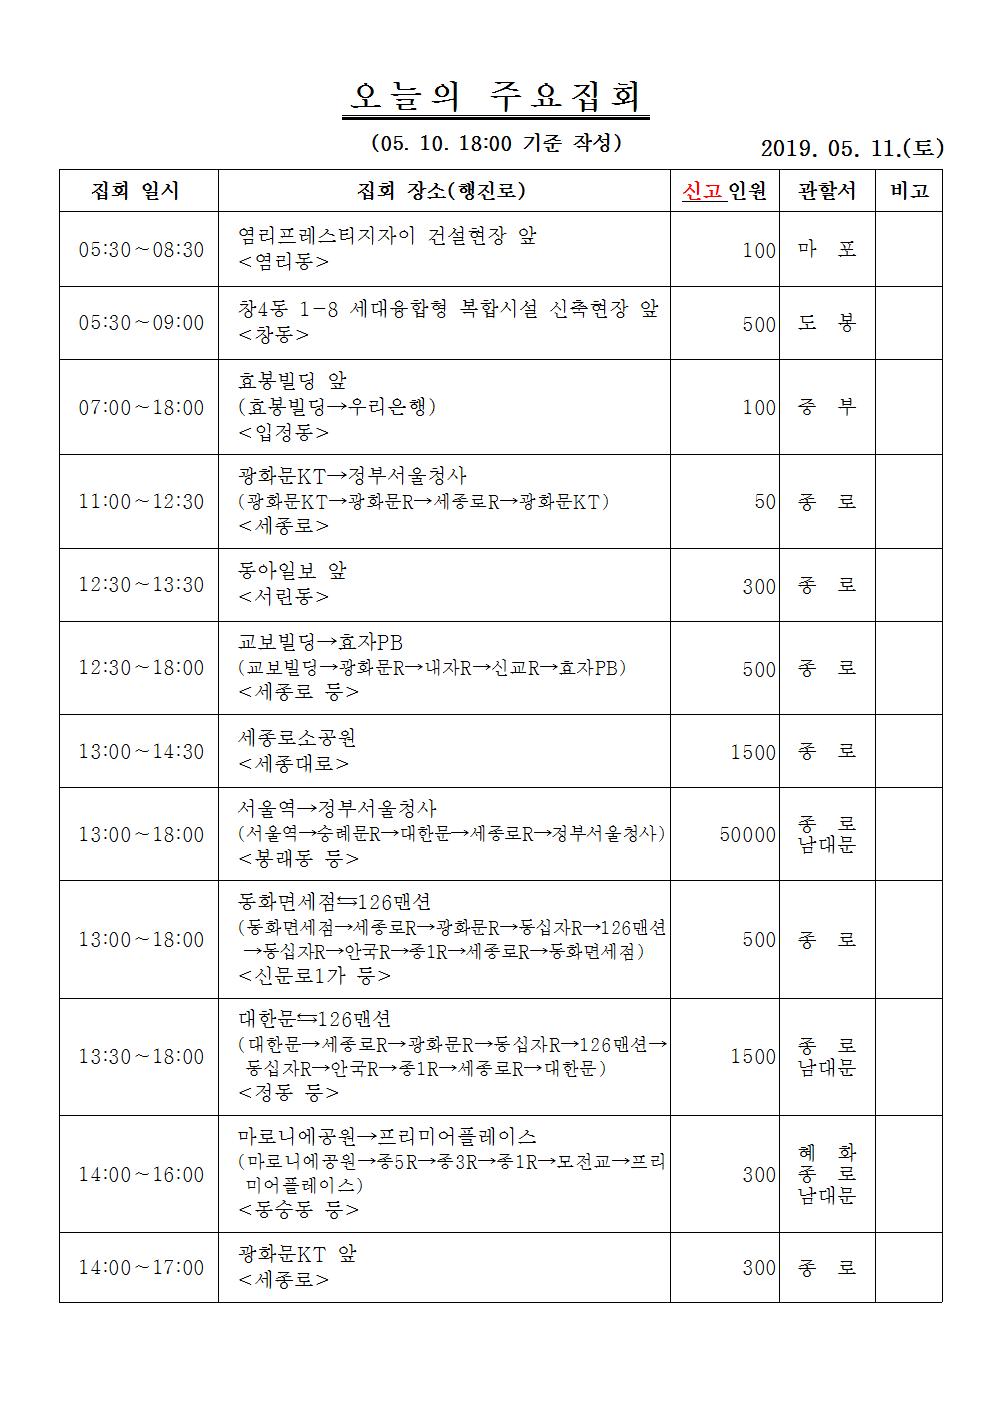 오늘의 주요집회
(05. 10. 18:00 기준 작성)
2019. 05. 11.(토)
집회 일시 집회 장소(행진로) 신고인원 관할서 비고
05:30~08:30 염리프레스티지자이 건설현장 앞 100 마 포
<염리동>
05:30~09:00 창4동 1-8 세대융합형 복합시설 신축현장 앞 500 도 봉
<창동>
07:00~18:00 효봉빌딩 앞 100 중 부
(효봉빌딩→우리은행)
<입정동>
11:00~12:30 광화문KT→정부서울청사 50 종 로
(광화문KT→광화문R→세종로R→광화문KT)
<세종로>
12:30~13:30 동아일보 앞 300 종 로
<서린동>
12:30~18:00 교보빌딩→효자PB 500 종 로
(교보빌딩→광화문R→내자R→신교R→효자PB)
<세종로 등>
13:00~14:30 세종로소공원 1500 종 로
<세종대로>
13:00~18:00 서울역→정부서울청사 50000 종 로
(서울역→숭례문R→대한문→세종로R→정부서울청사) 남대문
<봉래동 등>
13:00~18:00 동화면세점⇆126맨션 500 종 로
(동화면세점→세종로R→광화문R→동십자R→126맨션
→동십자R→안국R→종1R→세종로R→동화면세점)
<신문로1가 등>
13:30~18:00 대한문⇆126맨션 1500 종 로
(대한문→세종로R→광화문R→동십자R→126맨션→ 남대문
동십자R→안국R→종1R→세종로R→대한문)
<정동 등>
14:00~16:00 마로니에공원→프리미어플레이스 300 혜 화
(마로니에공원→종5R→종3R→종1R→모전교→프리 종 로
미어플레이스) 남대문
<동숭동 등>
14:00~17:00 광화문KT 앞 300 종 로
<세종로>